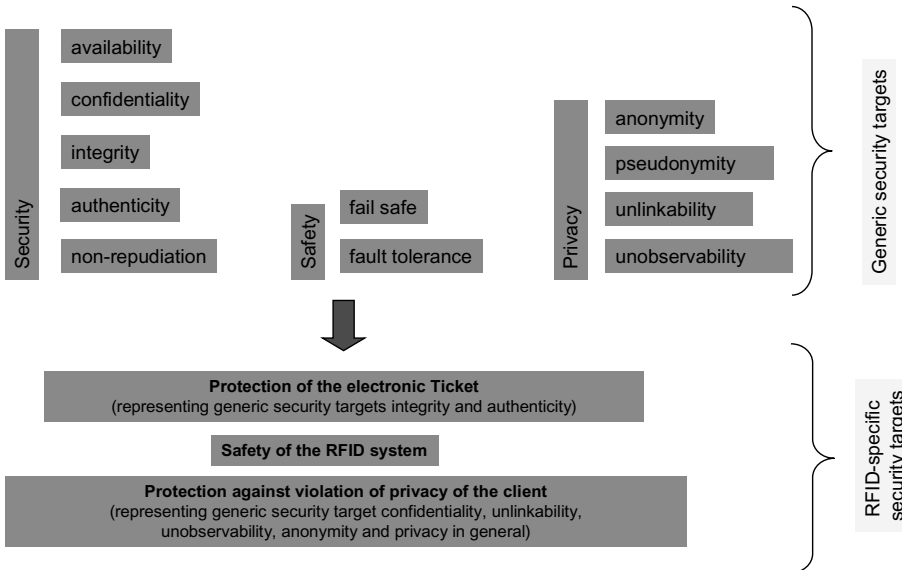 Security
availability
confidentiality
integrity
authenticity
non-repudiation
Safety
fail safe
fault tolerance
Privacy
anonymity
pseudonymity
unlinkability
unobservability
Generic security targets
Protection of the electronic Ticket
(representing generic security targets integrity and authenticity)
Safety of the RFID system
Protection against violation of privacy of the client
(representing generic security target confidentiality, unlinkability,
unobservability, anonymity and privacy in general)
RFID-specific
security targets